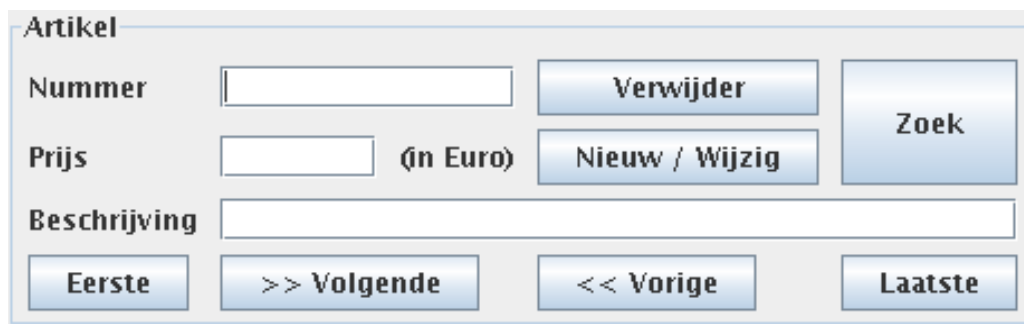 Artikel
Nummer Verwijder Zoek
Prijs (in Euro) Nieuw / Wijzig
Beschrijving
Eerste >> Volgende << Vorige Laatste